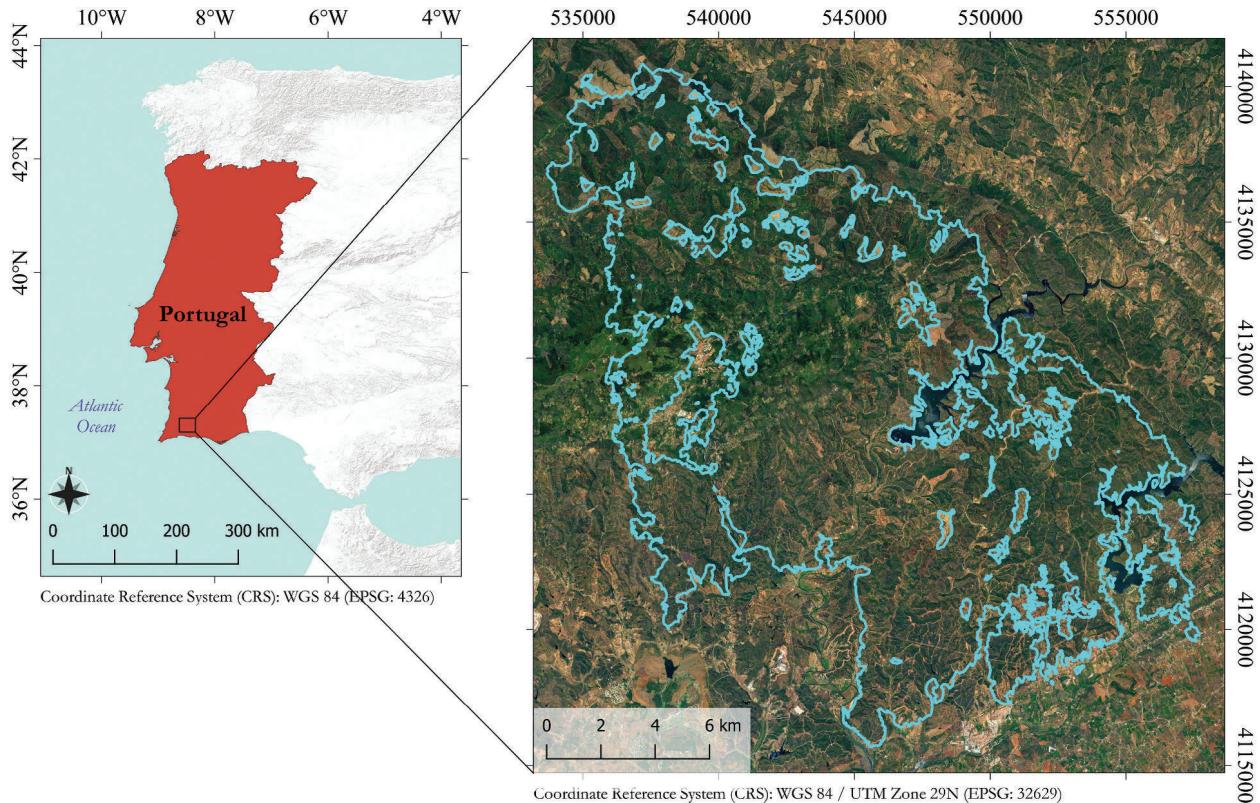 10°W 8°W 6°W 4°W
44°N
42°N
40°N
38°N
36°N
Portugal
Atlantic
Ocean
N
0 100 200 300 km
Coordinate Reference System (CRS): WGS 84 (EPSG: 4326)
535000 540000 545000 550000 555000
4140000
4135000
4130000
4125000
4120000
4115000
0 2 4 6 km
Coordinate Reference System (CRS): WGS 84 / UTM Zone 29N (EPSG: 32629)